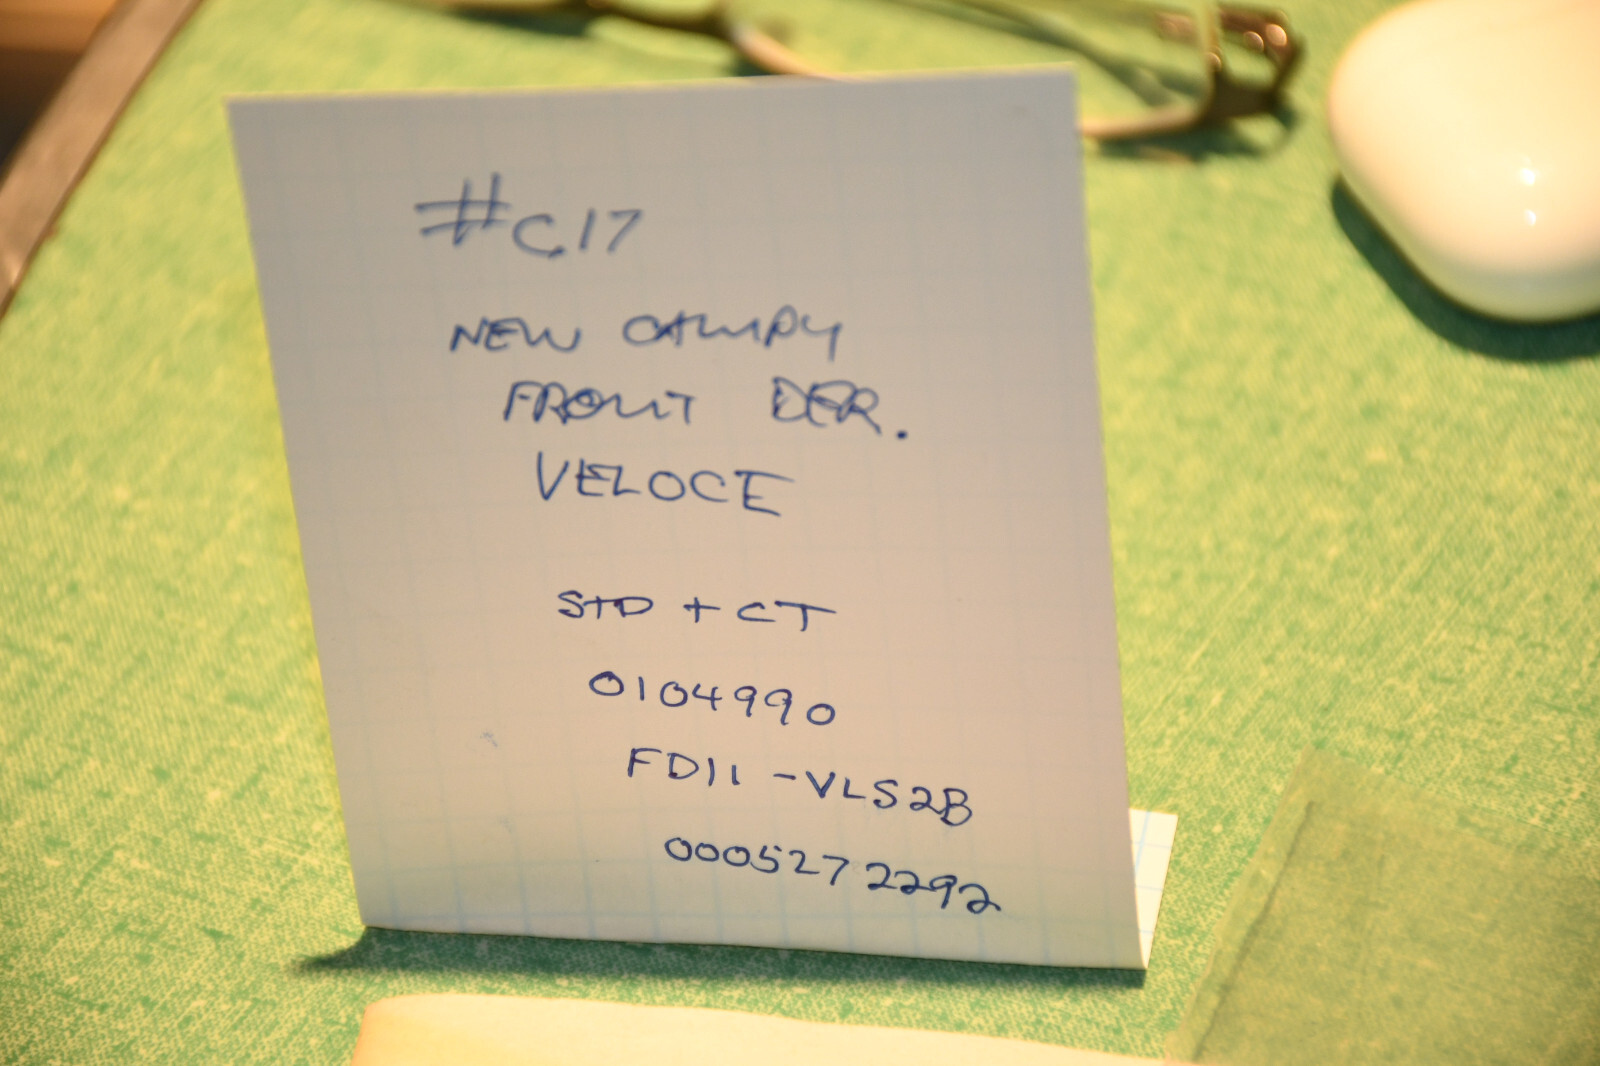 #C17
NEW CAMPY
FRONT DER.
VELOCE
STD + CT
0104990
FD11-VLS2B
0005272292